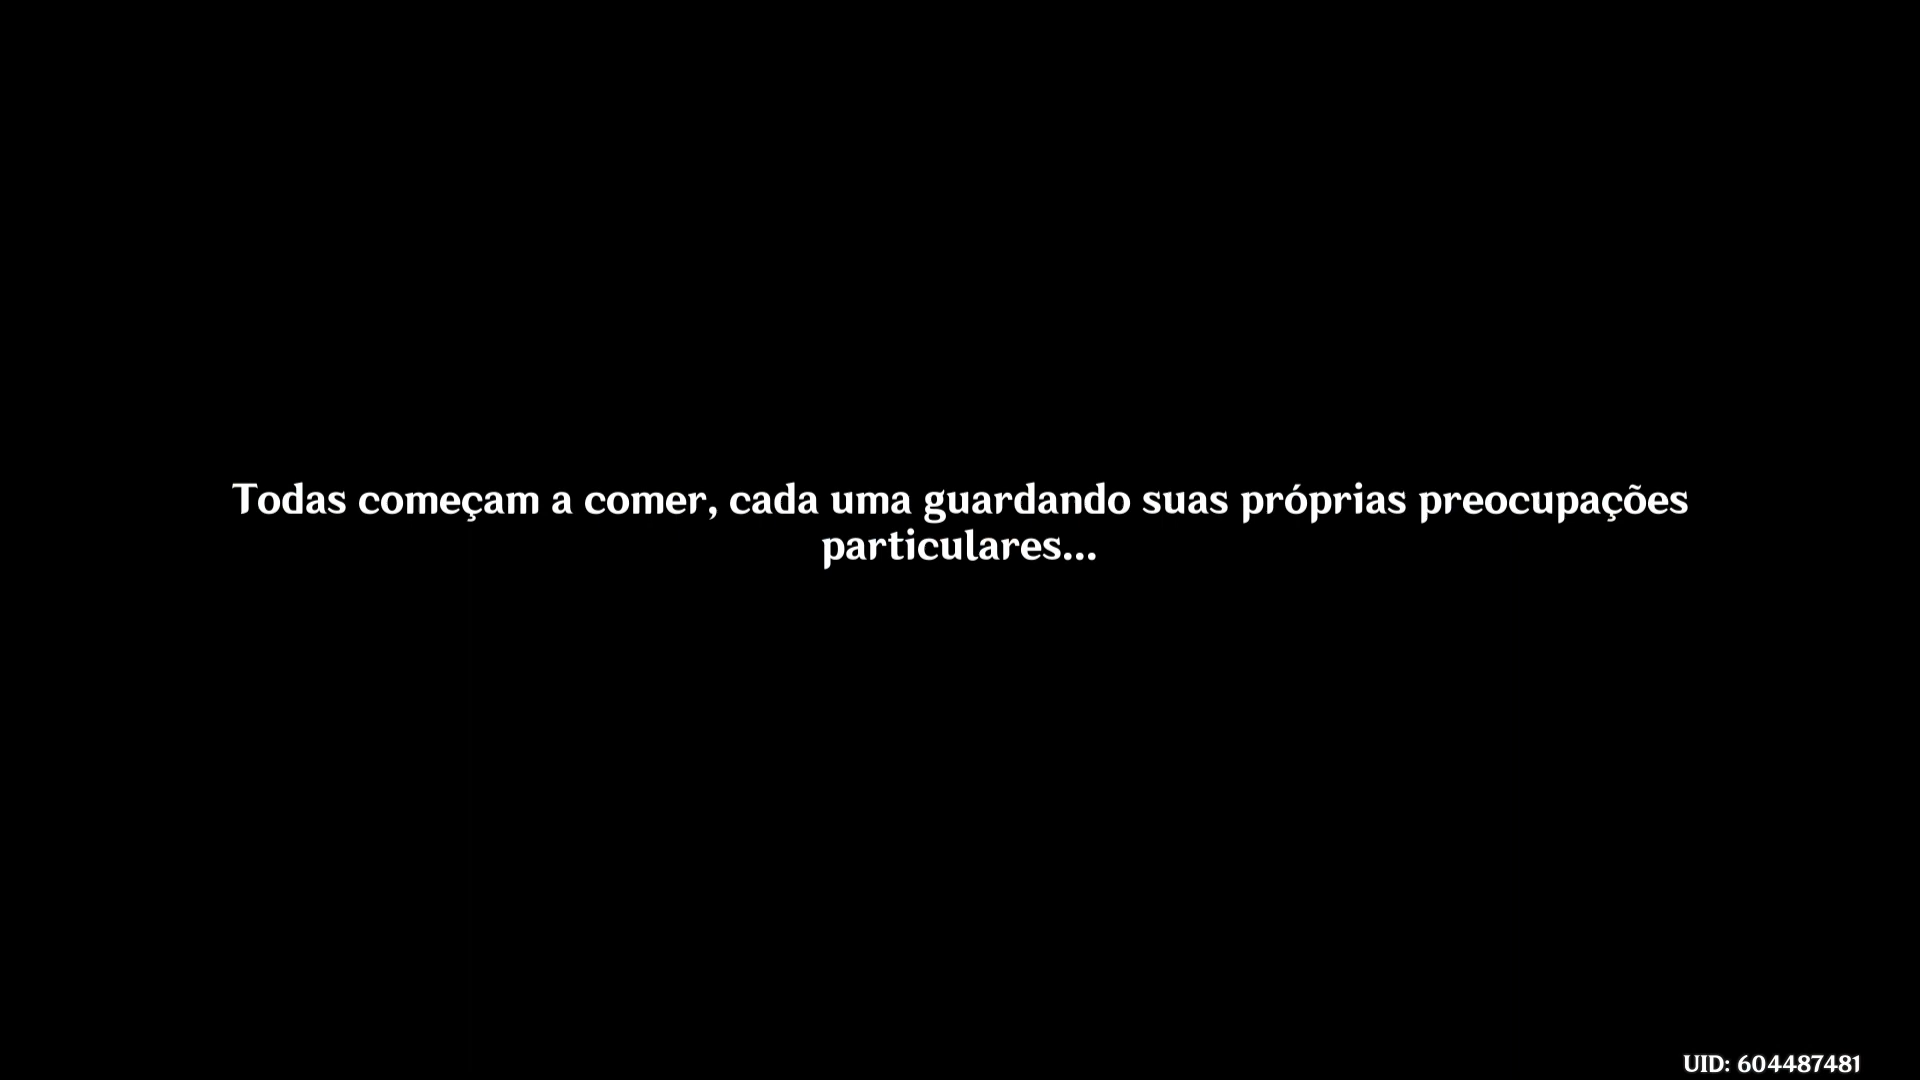 Todas começam a comer, cada uma guardando suas próprias preocupações
particulares...
UID: 604487481